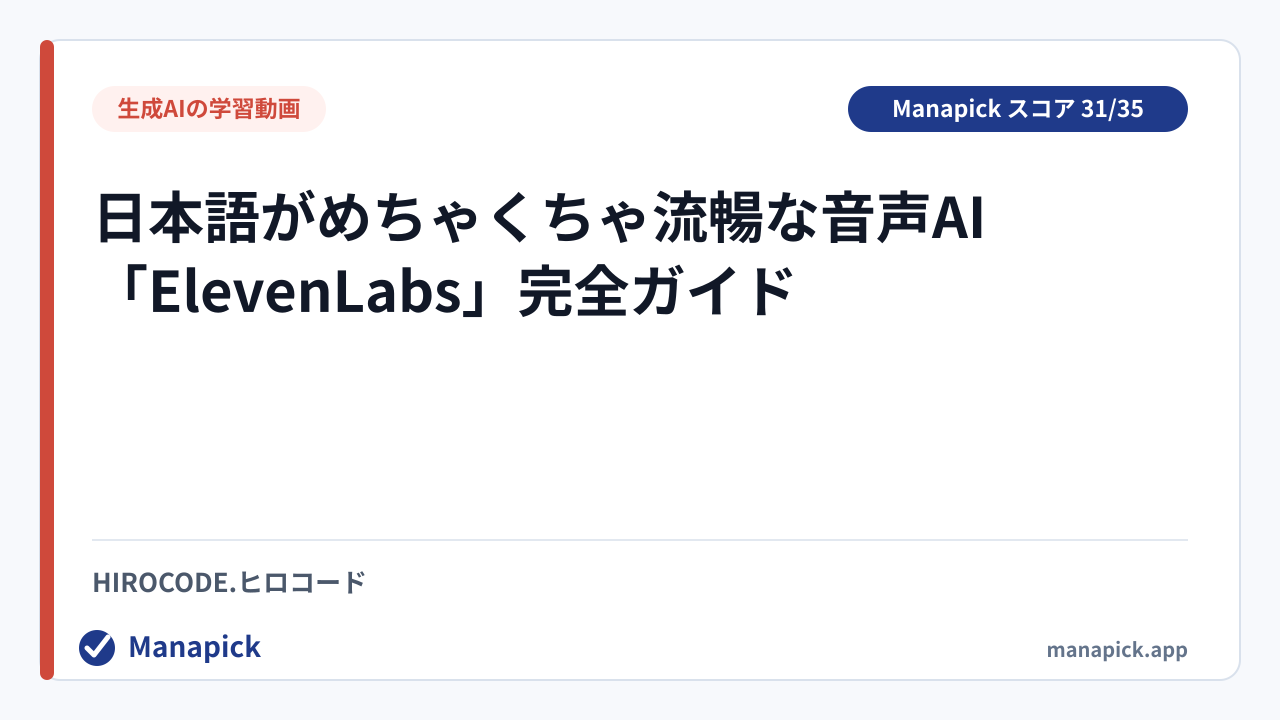 生成AIの学習動画
Manapick スコア 31/35
日本語がめちゃくちゃ流暢な音声AI
「ElevenLabs」完全ガイド
HIROCODE.ヒロコード
Manapick
manapick.app